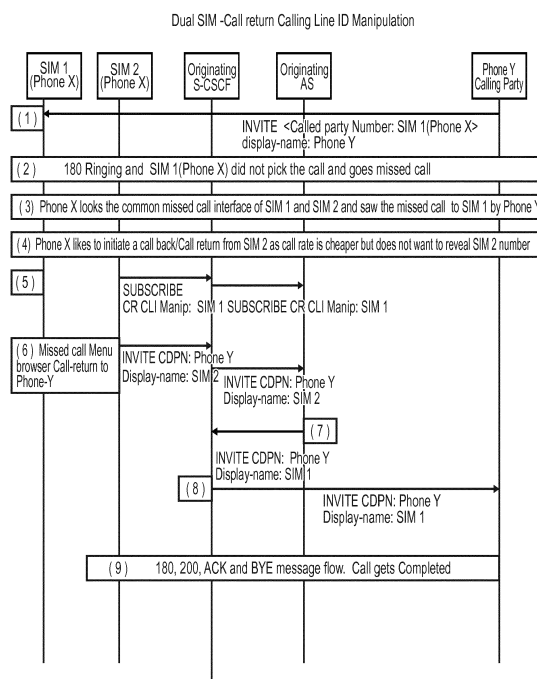 Dual SIM -Call return Calling Line ID Manipulation
SIM 1
(Phone X)
SIM 2
(Phone X)
Originating
S-CSCF
Originating
AS
Phone Y
Calling Party
( 1 )
INVITE <Called party Number: SIM 1(Phone X>
display-name: Phone Y
( 2 ) 180 Ringing and SIM 1(Phone X) did not pick the call and goes missed call
( 3 ) Phone X looks the common missed call interface of SIM 1 and SIM 2 and saw the missed call to SIM 1 by Phone Y
( 4 ) Phone X likes to initiate a call back/Call return from SIM 2 as call rate is cheaper but does not want to reveal SIM 2 number
( 5 )
SUBSCRIBE
CR CLI Manip: SIM 1 SUBSCRIBE CR CLI Manip: SIM 1
( 6 ) Missed call Menu
browser Call-return to
Phone-Y
INVITE CDPN: Phone Y
Display-name: SIM 2
INVITE CDPN: Phone Y
Display-name: SIM 2
( 7 )
INVITE CDPN: Phone Y
Display-name: SIM 1
( 8 )
INVITE CDPN: Phone Y
Display-name: SIM 1
( 9 ) 180, 200, ACK and BYE message flow. Call gets Completed